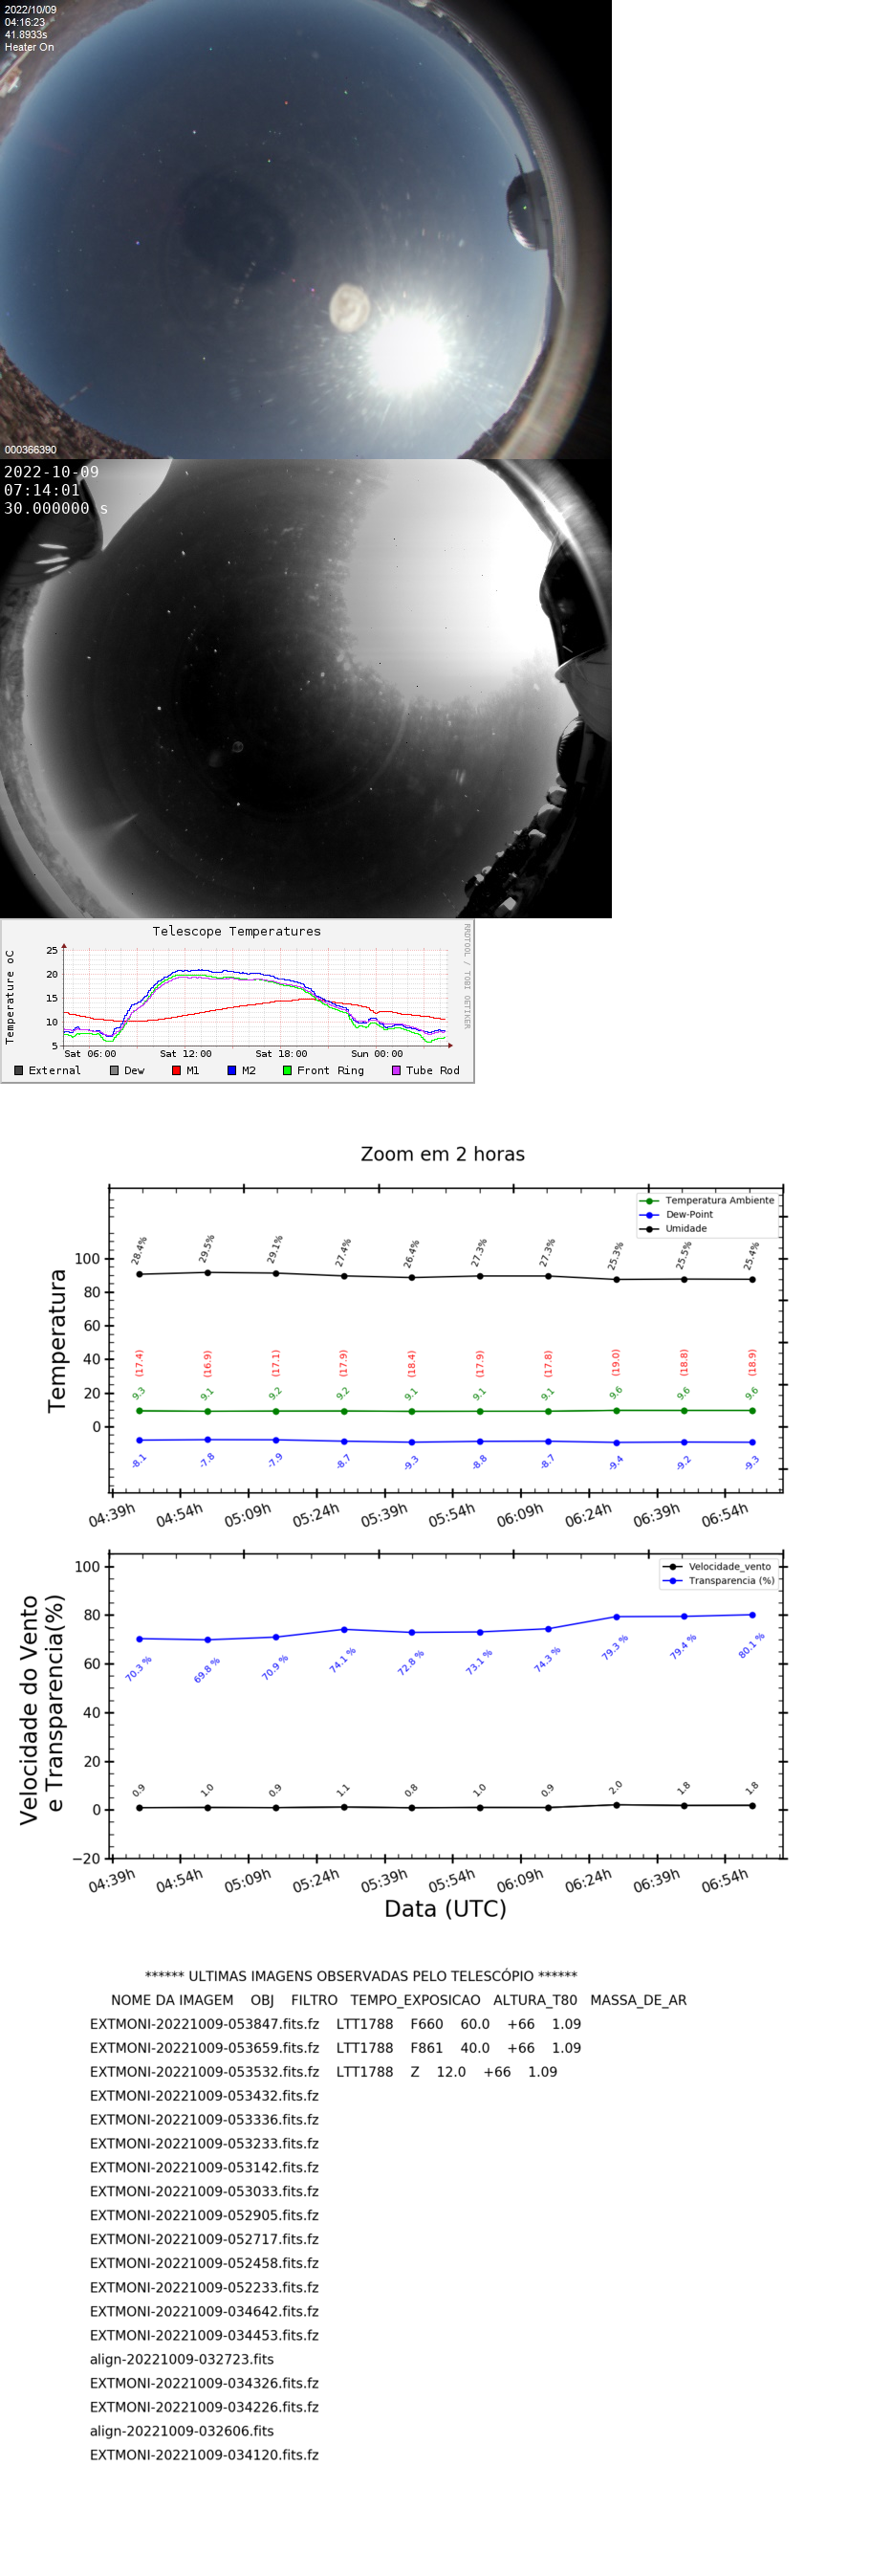 2022/10/09
04:16:23
41.8933s
Heater On
000366390
2022-10-09
07:14:01
30.000000 s
Telescope Temperatures
RRDTOOL / TOBI OETIKER
Temperature oC
25
20
15
10
5
Sat 06:00 Sat 12:00 Sat 18:00 Sun 00:00
External Dew M1 M2 Front Ring Tube Rod
Zoom em 2 horas
Temperatura Ambiente
Dew-Point
Umidade
Temperatura
100
80
60
40
20
0
28.4% 29.5% 29.1% 27.4% 26.4% 27.3% 27.3% 25.3% 25.5% 25.4%
(17.4) (16.9) (17.1) (17.9) (18.4) (17.9) (17.8) (19.0) (18.8) (18.9)
9.3 9.1 9.2 9.2 9.1 9.1 9.1 9.6 9.6 9.6
-8.1 -7.8 -7.9 -8.7 -9.3 -8.8 -8.7 -9.4 -9.2 -9.3
04:39h 04:54h 05:09h 05:24h 05:39h 05:54h 06:09h 06:24h 06:39h 06:54h
Velocidade_vento
Transparencia (%)
Velocidade do Vento
e Transparencia(%)
100
80
60
40
20
0
−20
70.3 % 69.8 % 70.9 % 74.1 % 72.8 % 73.1 % 74.3 % 79.3 % 79.4 % 80.1 %
0.9 1.0 0.9 1.1 0.8 1.0 0.9 2.0 1.8 1.8
04:39h 04:54h 05:09h 05:24h 05:39h 05:54h 06:09h 06:24h 06:39h 06:54h
Data (UTC)
****** ULTIMAS IMAGENS OBSERVADAS PELO TELESCÓPIO ******
NOME DA IMAGEM OBJ FILTRO TEMPO_EXPOSICAO ALTURA_T80 MASSA_DE_AR
EXTMONI-20221009-053847.fits.fz LTT1788 F660 60.0 +66 1.09
EXTMONI-20221009-053659.fits.fz LTT1788 F861 40.0 +66 1.09
EXTMONI-20221009-053532.fits.fz LTT1788 Z 12.0 +66 1.09
EXTMONI-20221009-053432.fits.fz
EXTMONI-20221009-053336.fits.fz
EXTMONI-20221009-053233.fits.fz
EXTMONI-20221009-053142.fits.fz
EXTMONI-20221009-053033.fits.fz
EXTMONI-20221009-052905.fits.fz
EXTMONI-20221009-052717.fits.fz
EXTMONI-20221009-052458.fits.fz
EXTMONI-20221009-052233.fits.fz
EXTMONI-20221009-034642.fits.fz
EXTMONI-20221009-034453.fits.fz
align-20221009-032723.fits
EXTMONI-20221009-034326.fits.fz
EXTMONI-20221009-034226.fits.fz
align-20221009-032606.fits
EXTMONI-20221009-034120.fits.fz